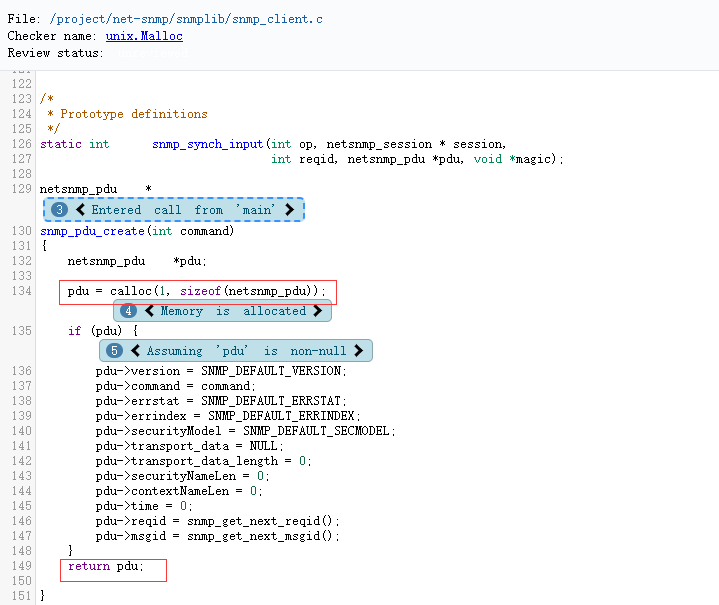 File: /project/net-snmp/snmplib/snmp_client.c
Checker name: unix.Malloc
Review status:
121
122
123 /*
124  * Prototype definitions
125  */
126 static int      snmp_synch_input(int op, netsnmp_session * session,
127                                  int reqid, netsnmp_pdu *pdu, void *magic);
128
129 netsnmp_pdu    *
3 Entered call from 'main'
130 snmp_pdu_create(int command)
131 {
132     netsnmp_pdu    *pdu;
133
134     pdu = calloc(1, sizeof(netsnmp_pdu));
4 Memory is allocated
135     if (pdu) {
5 Assuming 'pdu' is non-null
136         pdu->version = SNMP_DEFAULT_VERSION;
137         pdu->command = command;
138         pdu->errstat = SNMP_DEFAULT_ERRSTAT;
139         pdu->errindex = SNMP_DEFAULT_ERRINDEX;
140         pdu->securityModel = SNMP_DEFAULT_SECMODEL;
141         pdu->transport_data = NULL;
142         pdu->transport_data_length = 0;
143         pdu->securityNameLen = 0;
144         pdu->contextNameLen = 0;
145         pdu->time = 0;
146         pdu->reqid = snmp_get_next_reqid();
147         pdu->msgid = snmp_get_next_msgid();
148     }
149     return pdu;
150
151 }